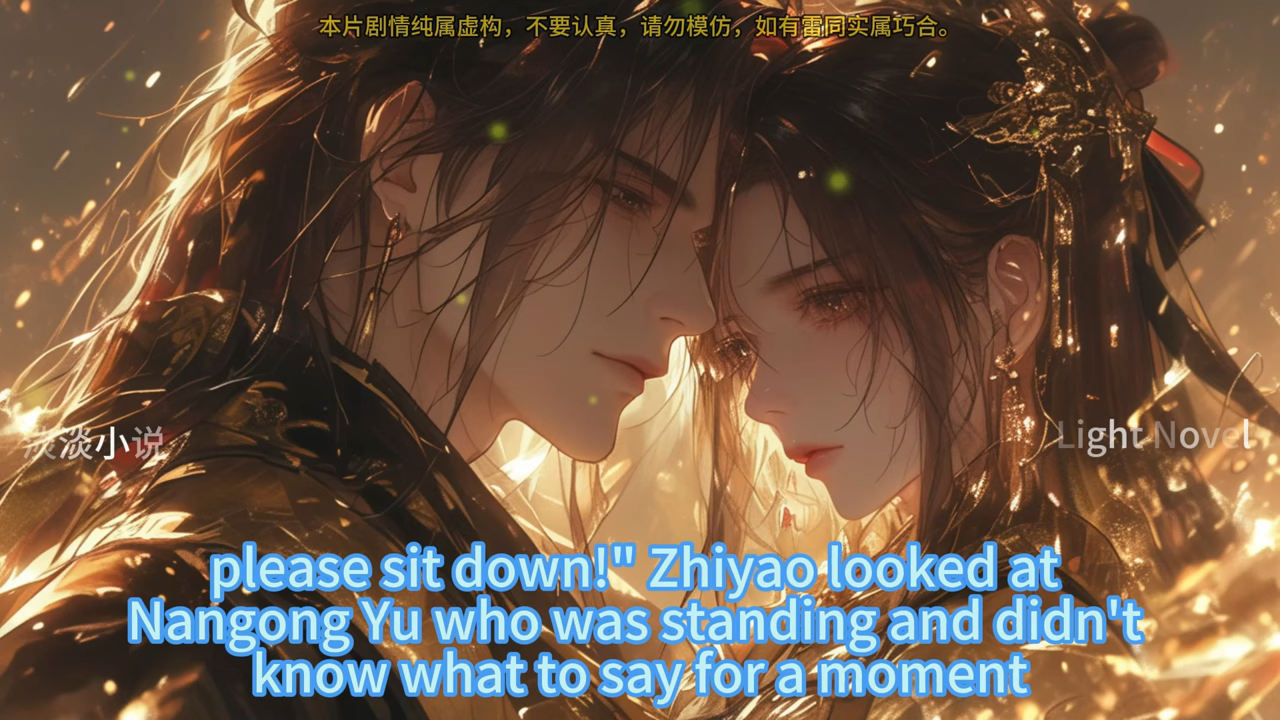 本片剧情纯属虚构，不要认真，请勿模仿，如有雷同实属巧合。
淡淡小说
Light Novel
please sit down!" Zhiyao looked at
Nangong Yu who was standing and didn't
know what to say for a moment